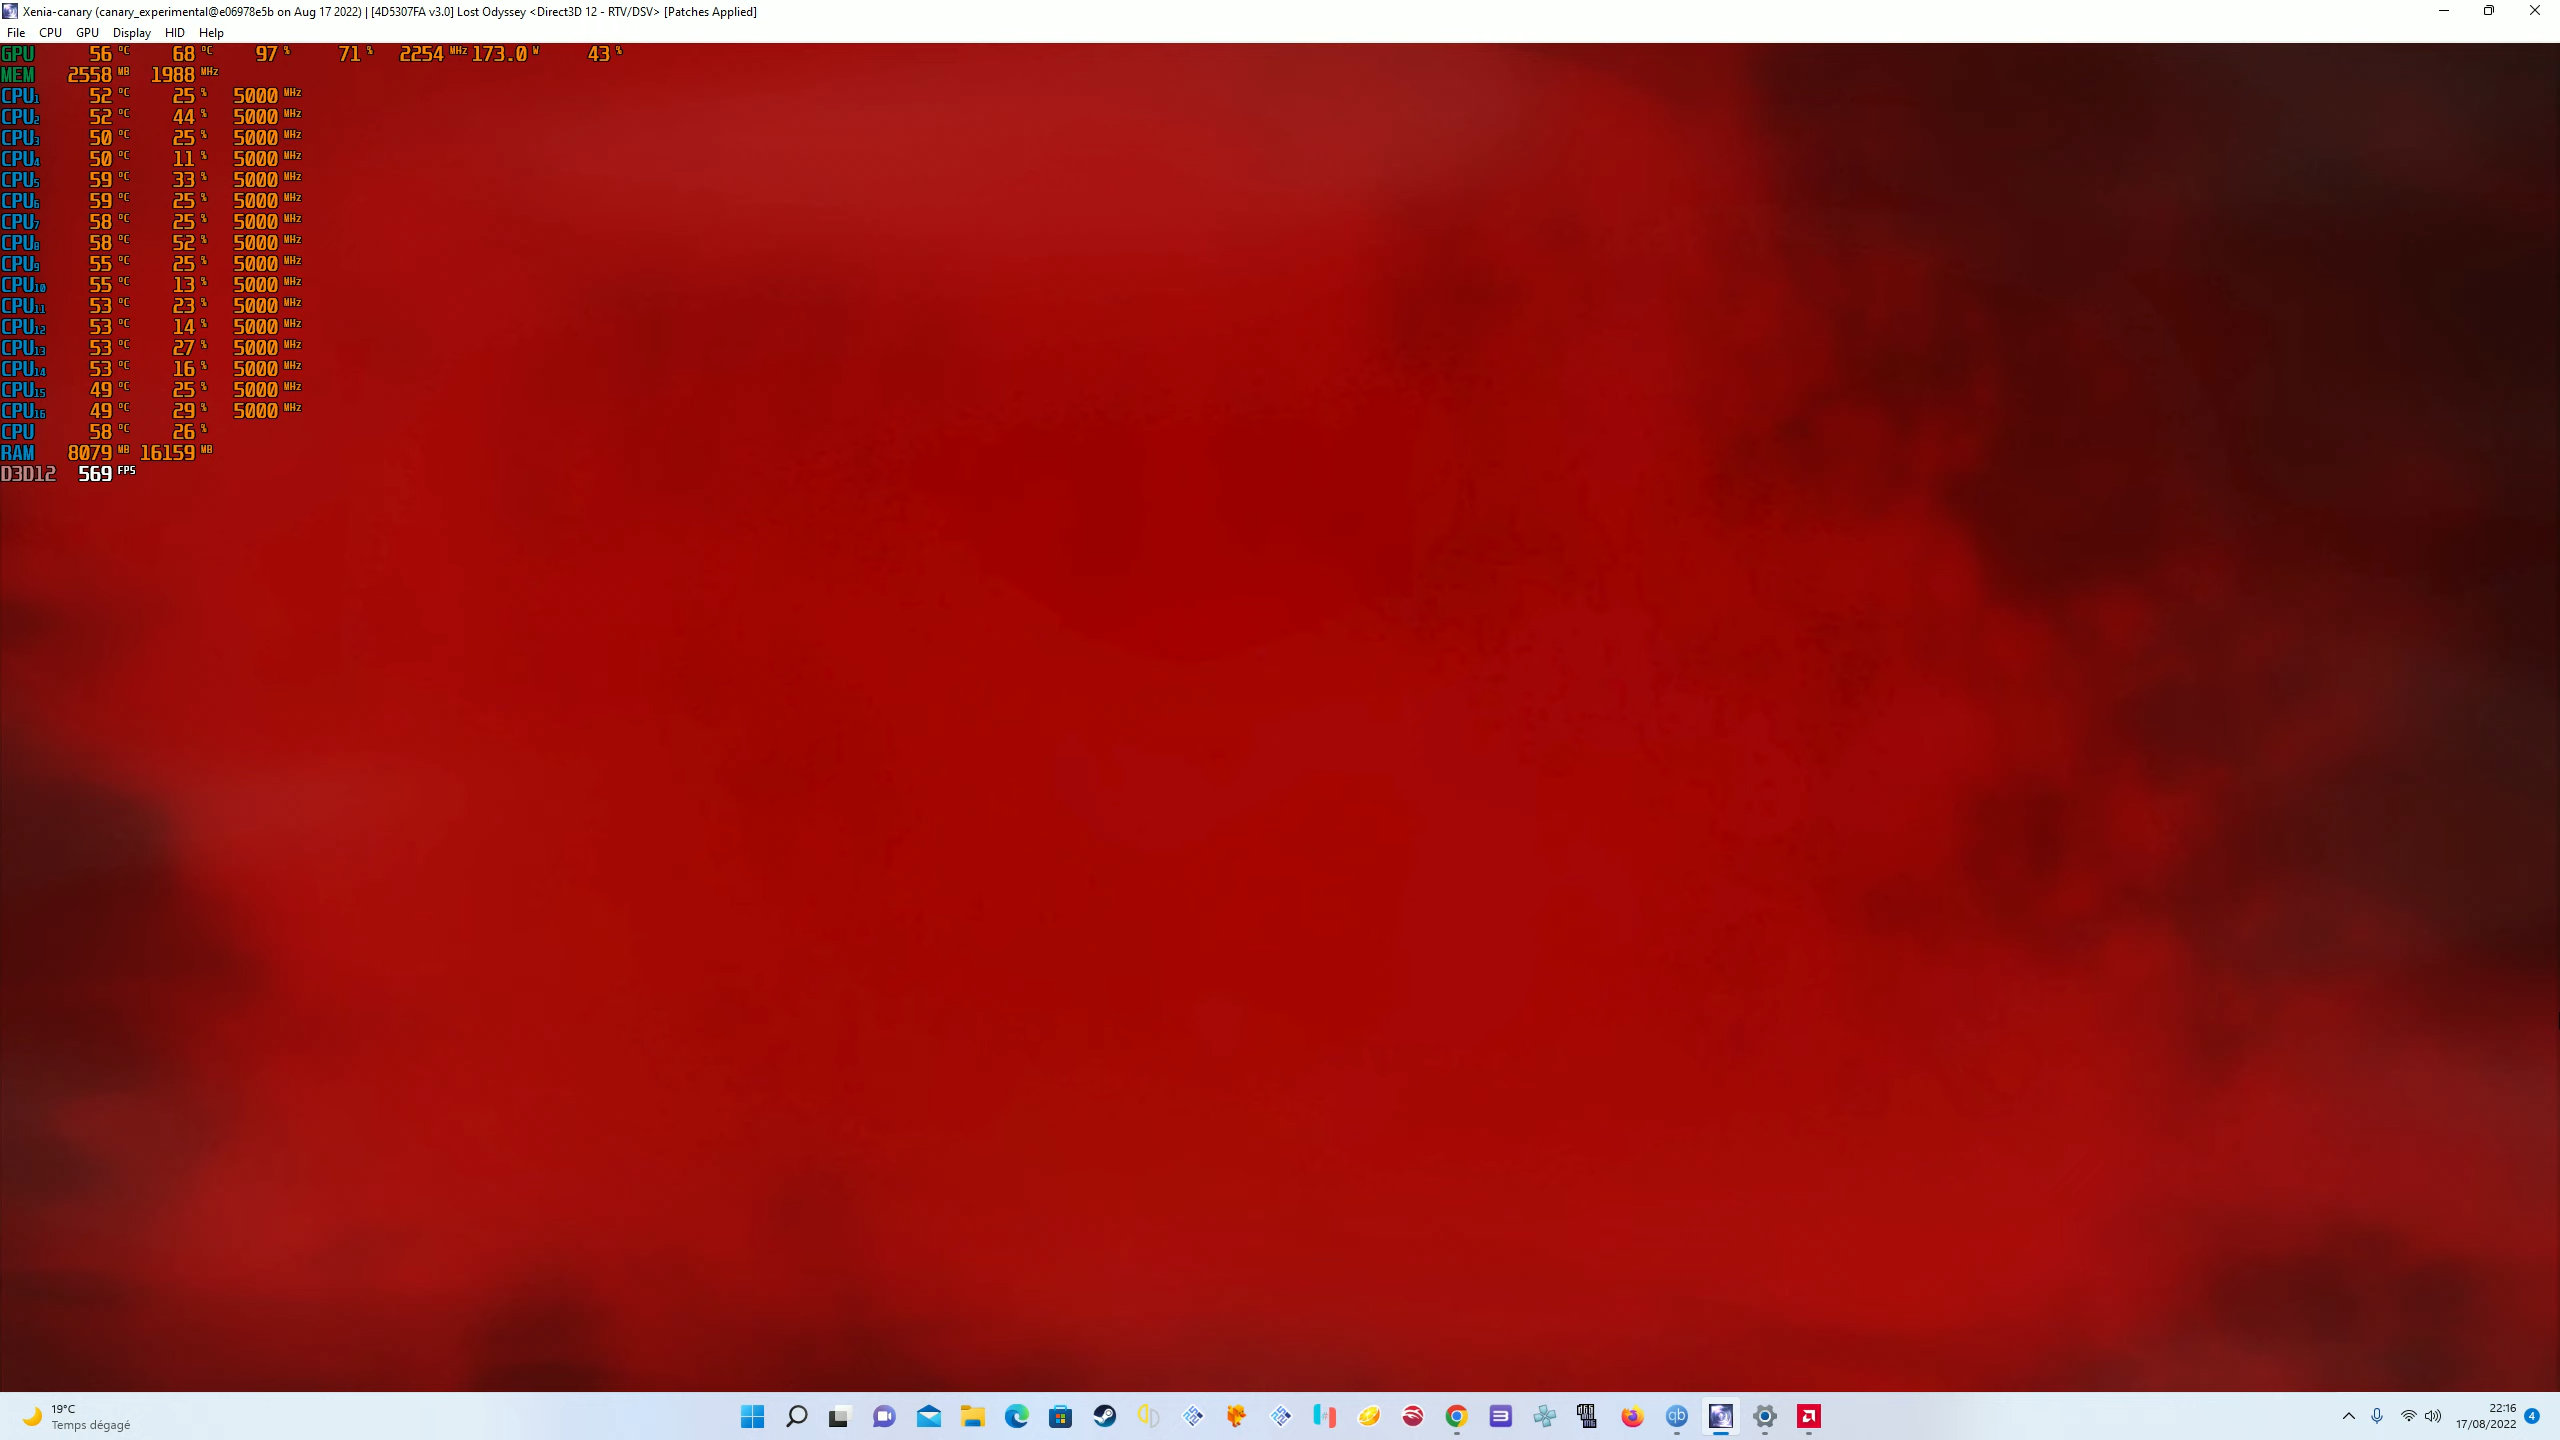 Xenia-canary (canary_experimental@e06978e5b on Aug 17 2022) | [4D5307FA v3.0] Lost Odyssey <Direct3D 12 - RTV/DSV> [Patches Applied]
File CPU GPU Display HID Help
GPU 56 °C 68 °C 97 % 71 % 2254 MHz 173.0 W 43 %
MEM 2558 MB 1988 MHz
CPU1 52 °C 25 % 5000 MHz
CPU2 52 °C 44 % 5000 MHz
CPU3 50 °C 25 % 5000 MHz
CPU4 50 °C 11 % 5000 MHz
CPU5 59 °C 33 % 5000 MHz
CPU6 59 °C 25 % 5000 MHz
CPU7 58 °C 25 % 5000 MHz
CPU8 58 °C 52 % 5000 MHz
CPU9 55 °C 25 % 5000 MHz
CPU10 55 °C 13 % 5000 MHz
CPU11 53 °C 23 % 5000 MHz
CPU12 53 °C 14 % 5000 MHz
CPU13 53 °C 27 % 5000 MHz
CPU14 53 °C 16 % 5000 MHz
CPU15 49 °C 25 % 5000 MHz
CPU16 49 °C 29 % 5000 MHz
CPU 58 °C 26 %
RAM 8079 MB 16159 MB
D3D12 569 FPS
19°C
Temps dégagé
qb
22:16
17/08/2022
4